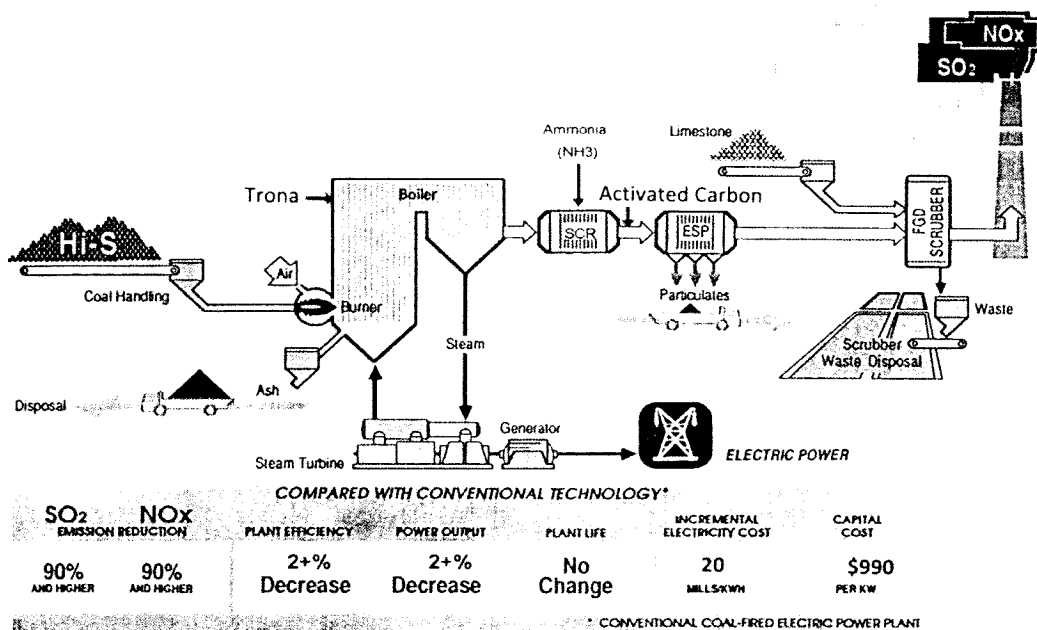 NOx
SO2
Ammonia
(NH3)
Limestone
Trona
Boiler
Activated Carbon
SCR
ESP
FGD
SCRUBBER
Hi-S
Air
Coal Handling
Burner
Particulates
Waste
Steam
Scrubber
Waste Disposal
Ash
Disposal
Generator
Steam Turbine
ELECTRIC POWER
COMPARED WITH CONVENTIONAL TECHNOLOGY*
SO2 NOx
EMISSION REDUCTION
PLANT EFFICIENCY
POWER OUTPUT
PLANT LIFE
INCREMENTAL
ELECTRICITY COST
CAPITAL
COST
90%
AND HIGHER
90%
AND HIGHER
2+%
Decrease
2+%
Decrease
No
Change
20
MILLS/KWH
$990
PER KW
* CONVENTIONAL COAL-FIRED ELECTRIC POWER PLANT